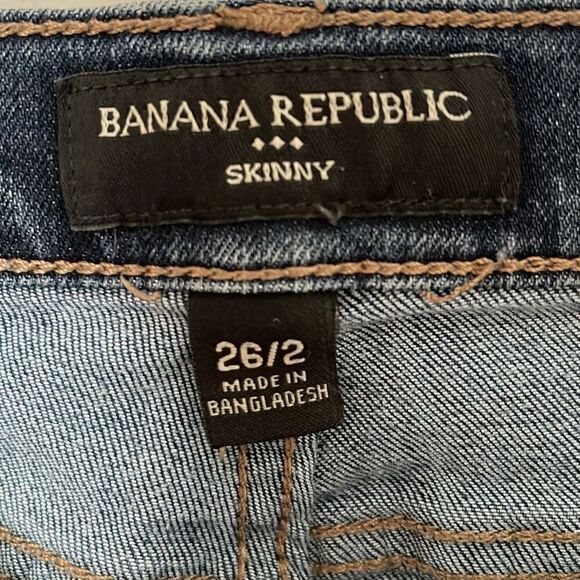 BANANA REPUBLIC
SKINNY
26/2
MADE IN
BANGLADESH